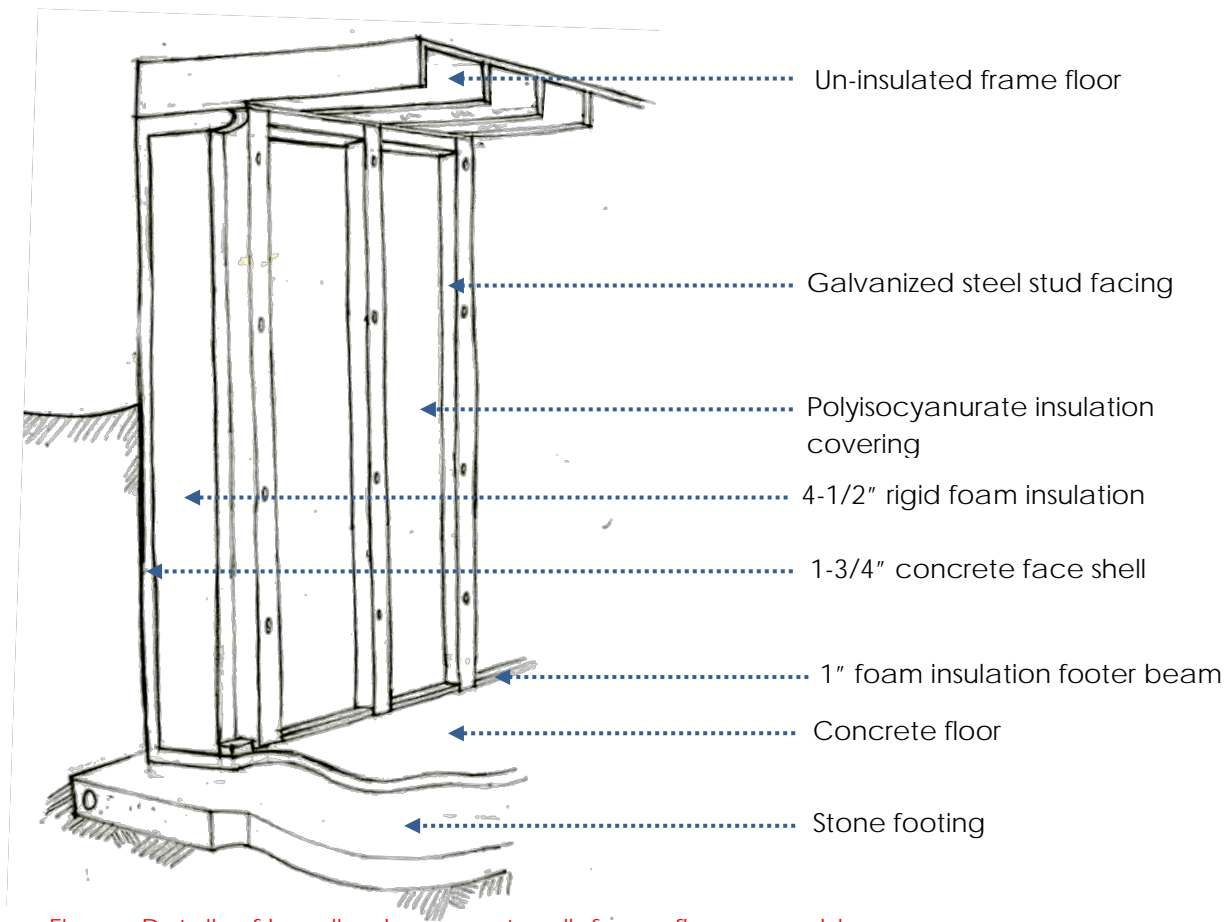 Un-insulated frame floor
Galvanized steel stud facing
Polyisocyanurate insulation
covering
4-1/2" rigid foam insulation
1-3/4" concrete face shell
1" foam insulation footer beam
Concrete floor
Stone footing